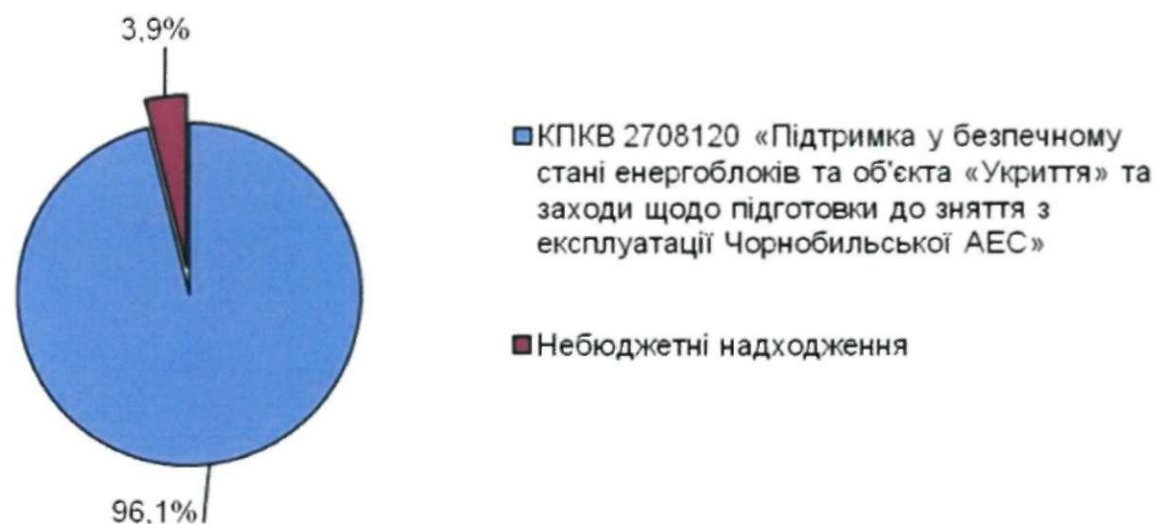 3,9%
КПКВ 2708120 «Підтримка у безпечному
стані енергоблоків та об'єкта «Укриття» та
заходи щодо підготовки до зняття з
експлуатації Чорнобильської АЕС»
Небюджетні надходження
96,1%